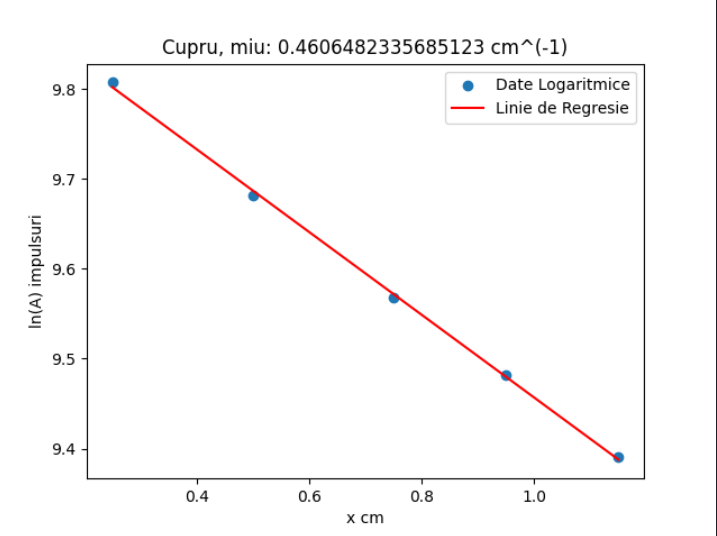 Cupru, miu: 0.4606482335685123 cm^(-1)
Date Logaritmice
Linie de Regresie
9.8
9.7
9.6
9.5
9.4
ln(A) impulsuri
0.4 0.6 0.8 1.0
x cm